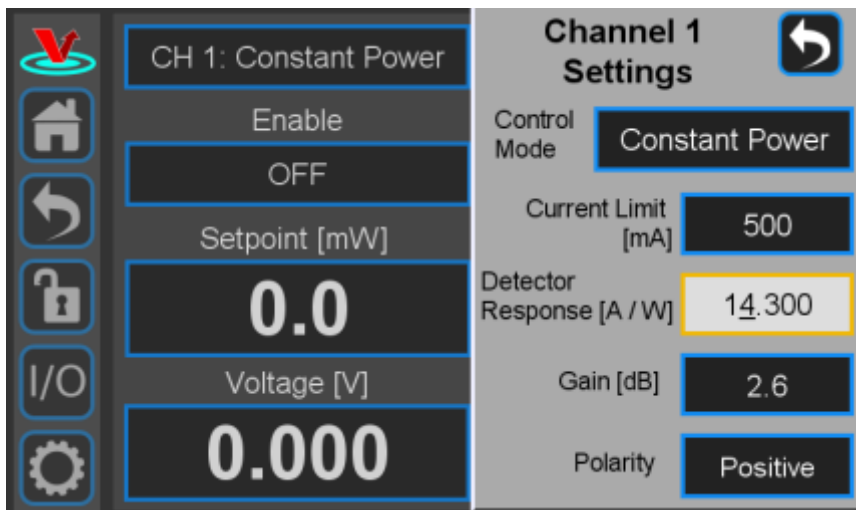 CH 1: Constant Power
Enable
OFF
Setpoint [mW]
0.0
Voltage [V]
0.000
I/O
Channel 1
Settings
Control
Mode
Constant Power
Current Limit
[mA]
500
Detector
Response [A / W]
14.300
Gain [dB]
2.6
Polarity
Positive